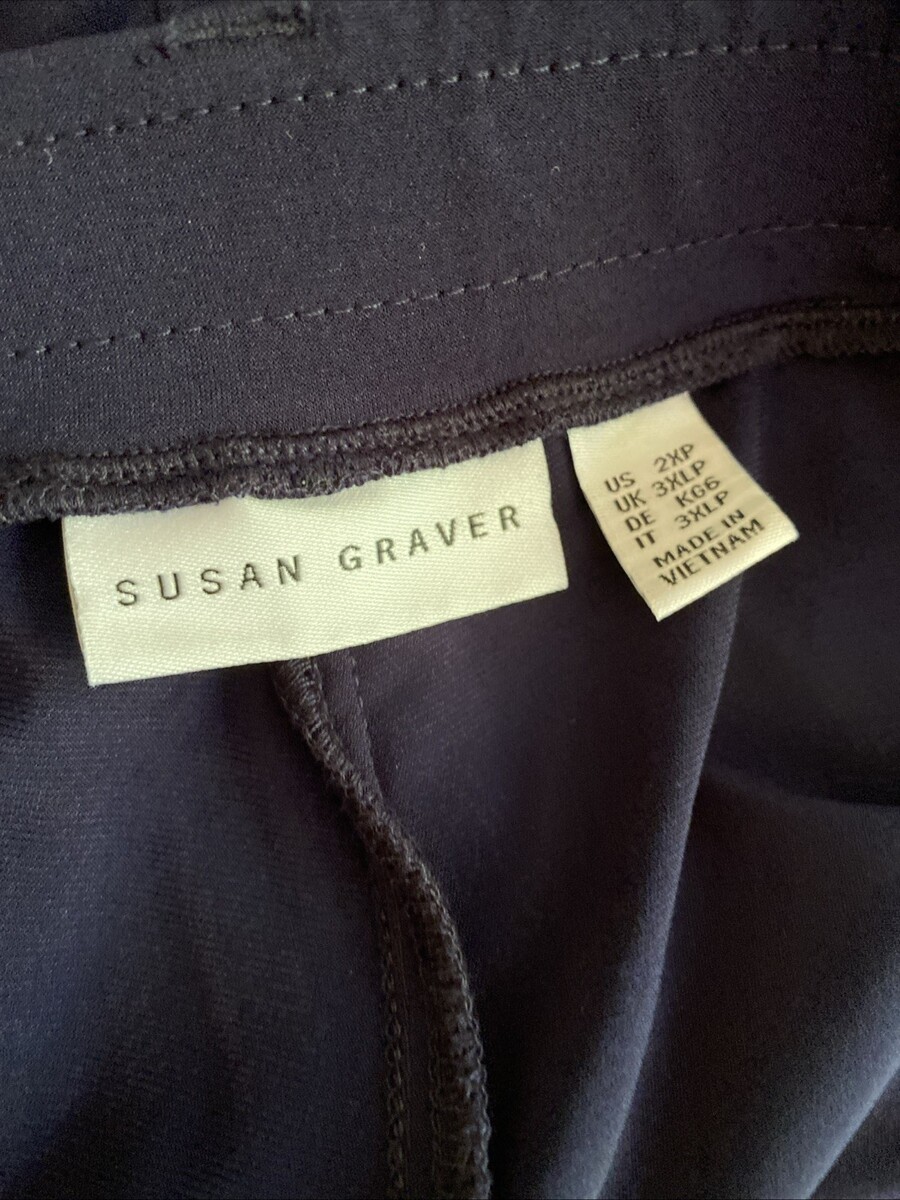 SUSAN GRAVER
US 2XP
UK 3XLP
DE KG6
IT 3XLP
MADE IN
VIETNAM